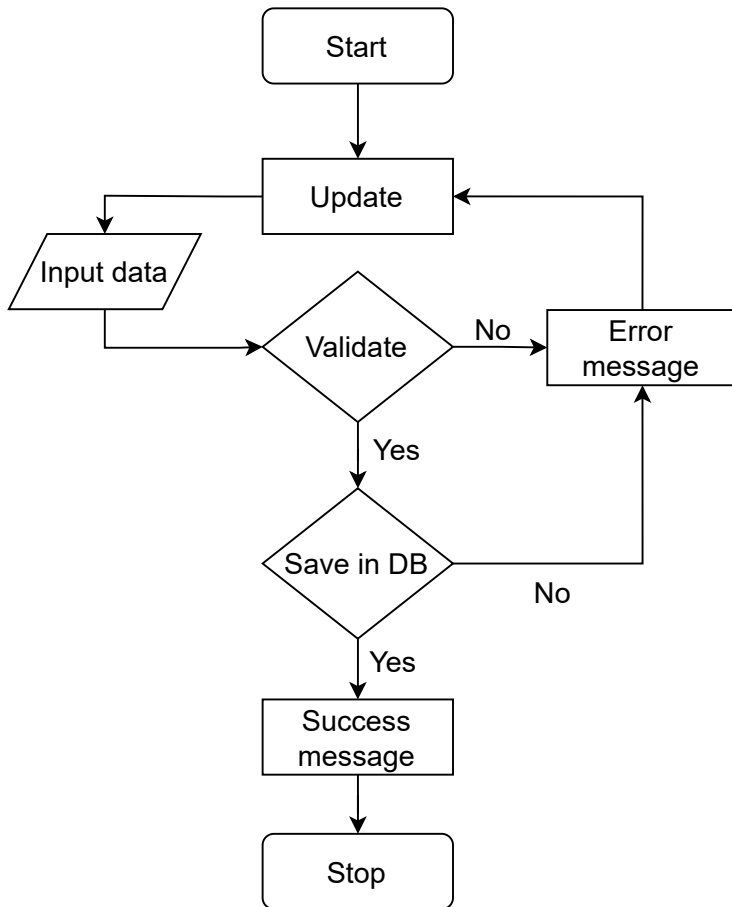 Start
Update
Input data
Validate
No
Error
message
Yes
Save in DB
No
Yes
Success
message
Stop